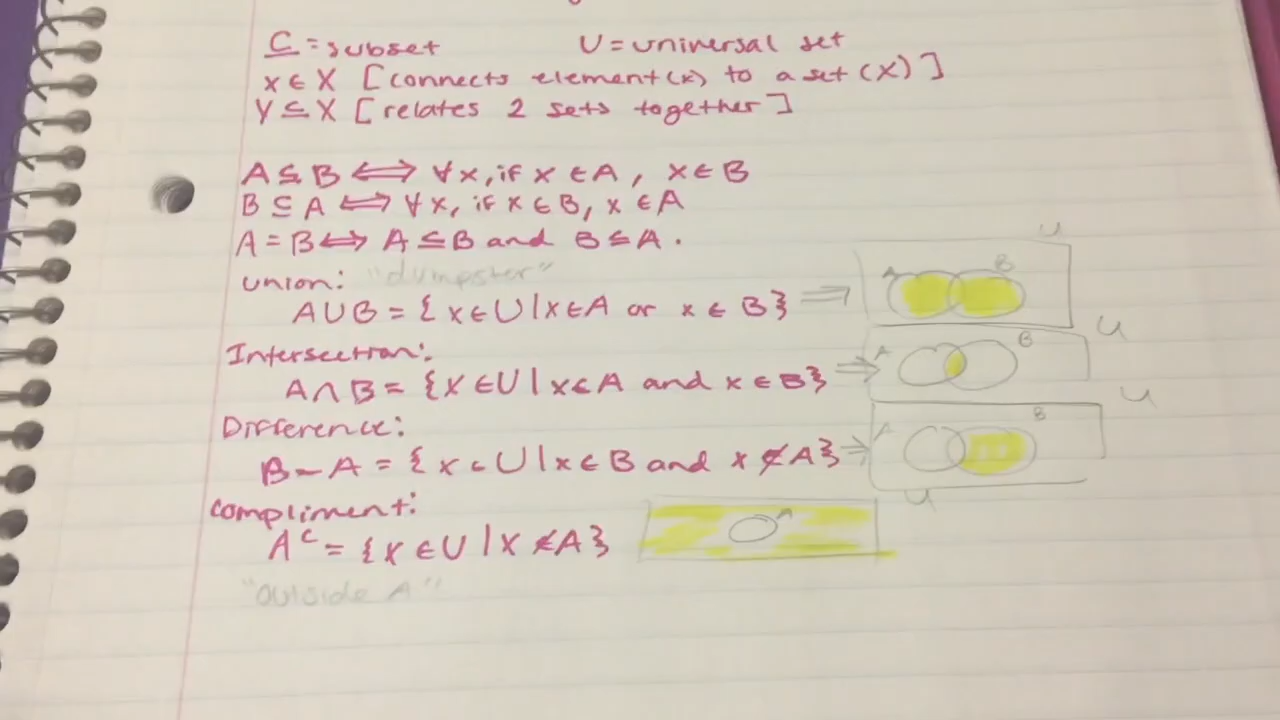 ⊆ = subset U = universal set
x ∈ X [connects element(x) to a set (X)]
Y ⊆ X [relates 2 sets together]
A ⊆ B ⟺ ∀x, if x ∈ A, x ∈ B
B ⊆ A ⟺ ∀x, if x ∈ B, x ∈ A
A = B ⟺ A ⊆ B and B ⊆ A.
Union: "dumpster"
A ∪ B = {x ∈ U | x ∈ A or x ∈ B} ⟹ A B U
Intersection:
A ∩ B = {x ∈ U | x ∈ A and x ∈ B} ⟹ A B U
Difference:
B - A = {x ∈ U | x ∈ B and x ∉ A} ⟹ A B U
Compliment:
Aᶜ = {x ∈ U | x ∉ A} A U
"outside A"